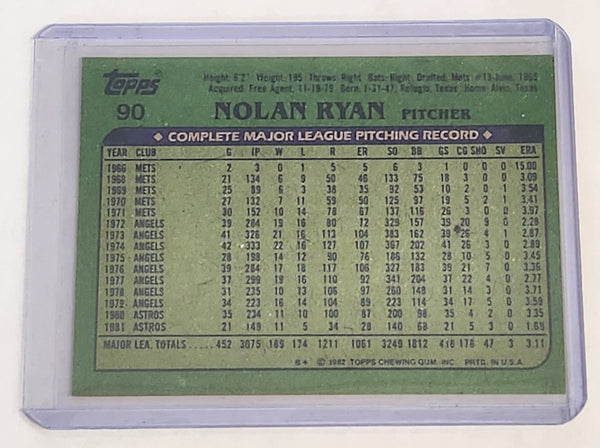 Topps
Height: 6'2" Weight: 195 Throws: Right Bats: Right Drafted: Mets #13-June, 1965
Acquired: Free Agent, 11-19-79 Born: 1-31-47, Refugio, Texas Home: Alvin, Texas
90 NOLAN RYAN PITCHER
COMPLETE MAJOR LEAGUE PITCHING RECORD
YEAR CLUB G IP W L R ER SO BB GS CG SHO SV ERA
1966 METS 2 3 0 1 5 5 6 3 1 0 0 0 15.00
1968 METS 21 134 6 9 50 46 133 75 18 3 0 0 3.09
1969 METS 25 89 6 3 38 35 92 53 10 2 0 1 3.54
1970 METS 27 132 7 11 59 50 125 97 19 5 2 1 3.41
1971 METS 30 152 10 14 78 67 137 116 26 3 0 0 3.97
1972 ANGELS 39 284 19 16 80 72 329 157 39 20 9 0 2.28
1973 ANGELS 41 326 21 16 113 104 383 162 39 26 4 1 2.87
1974 ANGELS 42 333 22 16 127 107 367 202 41 26 3 0 2.89
1975 ANGELS 28 198 14 12 90 76 186 132 28 10 5 0 3.45
1976 ANGELS 39 284 17 18 117 106 327 183 39 21 7 0 3.36
1977 ANGELS 37 299 19 16 110 92 341 204 37 22 4 0 2.77
1978 ANGELS 31 235 10 13 106 97 260 148 31 14 3 0 3.71
1979 ANGELS 34 223 16 14 104 89 223 114 34 17 5 0 3.59
1980 ASTROS 35 234 11 10 100 87 200 98 35 4 2 0 3.35
1981 ASTROS 21 149 11 5 34 28 140 68 21 5 3 0 1.69
MAJOR LEA. TOTALS 452 3075 189 174 1211 1061 3249 1812 418 178 47 3 3.11
B* © 1982 TOPPS CHEWING GUM, INC. PRTD. IN U.S.A.